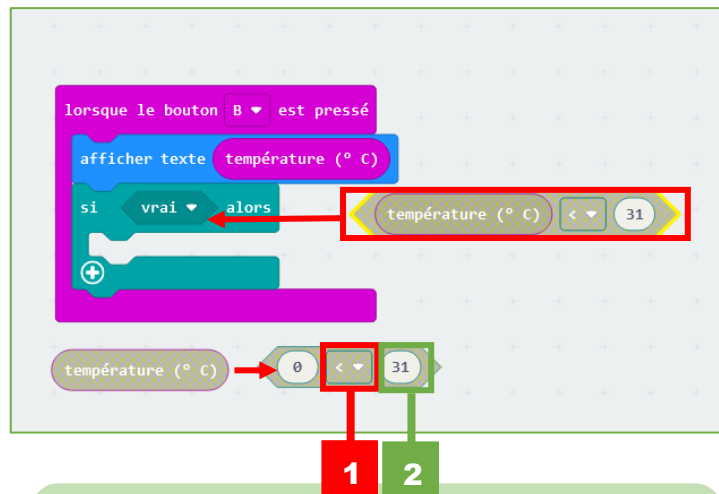 lorsque le bouton B est pressé
afficher texte température (° C)
si vrai alors
température (° C) < 31
température (° C) 0 < 31
1 2